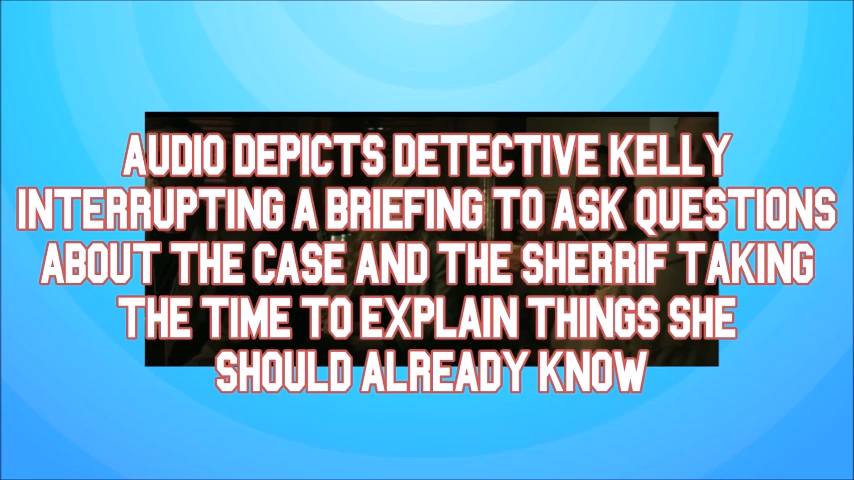 AUDIO DEPICTS DETECTIVE KELLY
INTERRUPTING A BRIEFING TO ASK QUESTIONS
ABOUT THE CASE AND THE SHERRIF TAKING
THE TIME TO EXPLAIN THINGS SHE
SHOULD ALREADY KNOW